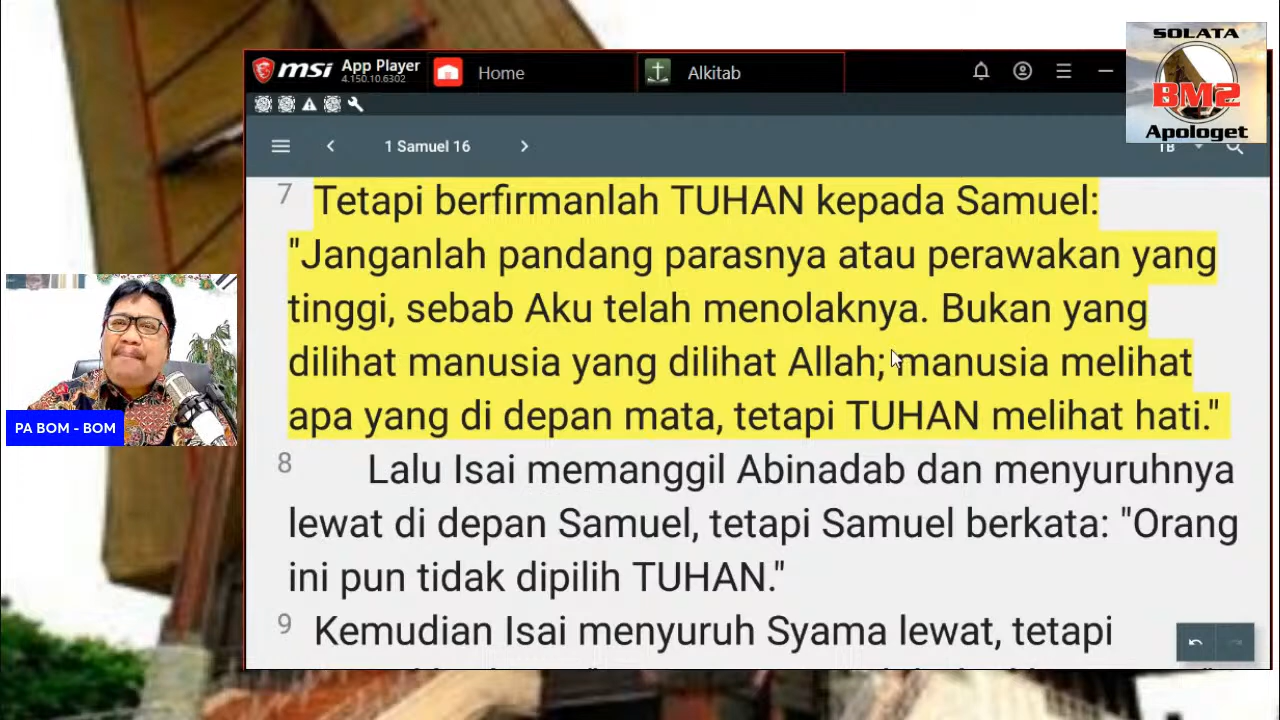 SOLATA
BM2
Apologet
msi App Player
4.150.10.6302
Home
Alkitab
1 Samuel 16
TB
7 Tetapi berfirmanlah TUHAN kepada Samuel:
"Janganlah pandang parasnya atau perawakan yang
tinggi, sebab Aku telah menolaknya. Bukan yang
dilihat manusia yang dilihat Allah; manusia melihat
apa yang di depan mata, tetapi TUHAN melihat hati."
8 Lalu Isai memanggil Abinadab dan menyuruhnya
lewat di depan Samuel, tetapi Samuel berkata: "Orang
ini pun tidak dipilih TUHAN."
9 Kemudian Isai menyuruh Syama lewat, tetapi
PA BOM - BOM